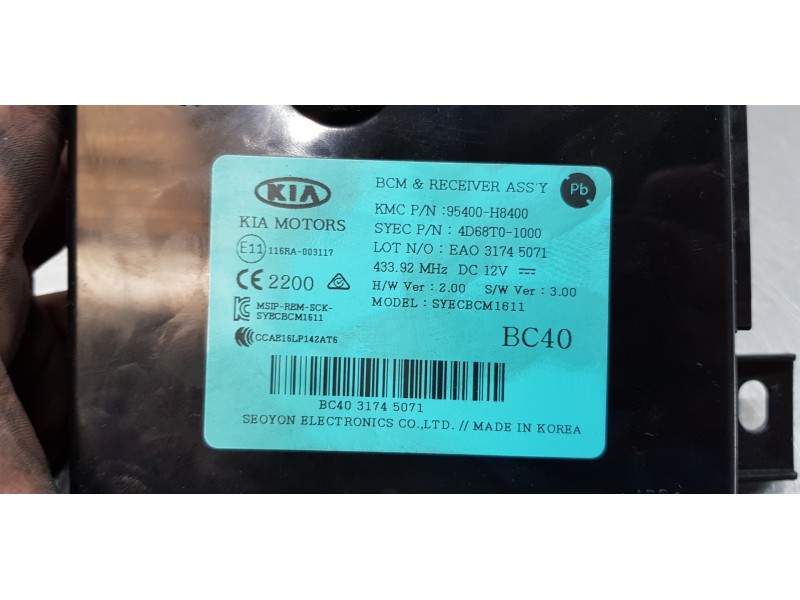 KIA
KIA MOTORS
E11 116RA-003117
CE 2200
MSIP-REM-SCK-
SYECBCM1611
CCAE16LP142AT6
BCM & RECEIVER ASS'Y
Pb
KMC P/N :95400-H8400
SYEC P/N : 4D68T0-1000
LOT N/O : EAO 3174 5071
433.92 MHz DC 12V
H/W Ver : 2.00 S/W Ver : 3.00
MODEL : SYECBCM1611
BC40
BC40 3174 5071
SEOYON ELECTRONICS CO.,LTD. // MADE IN KOREA